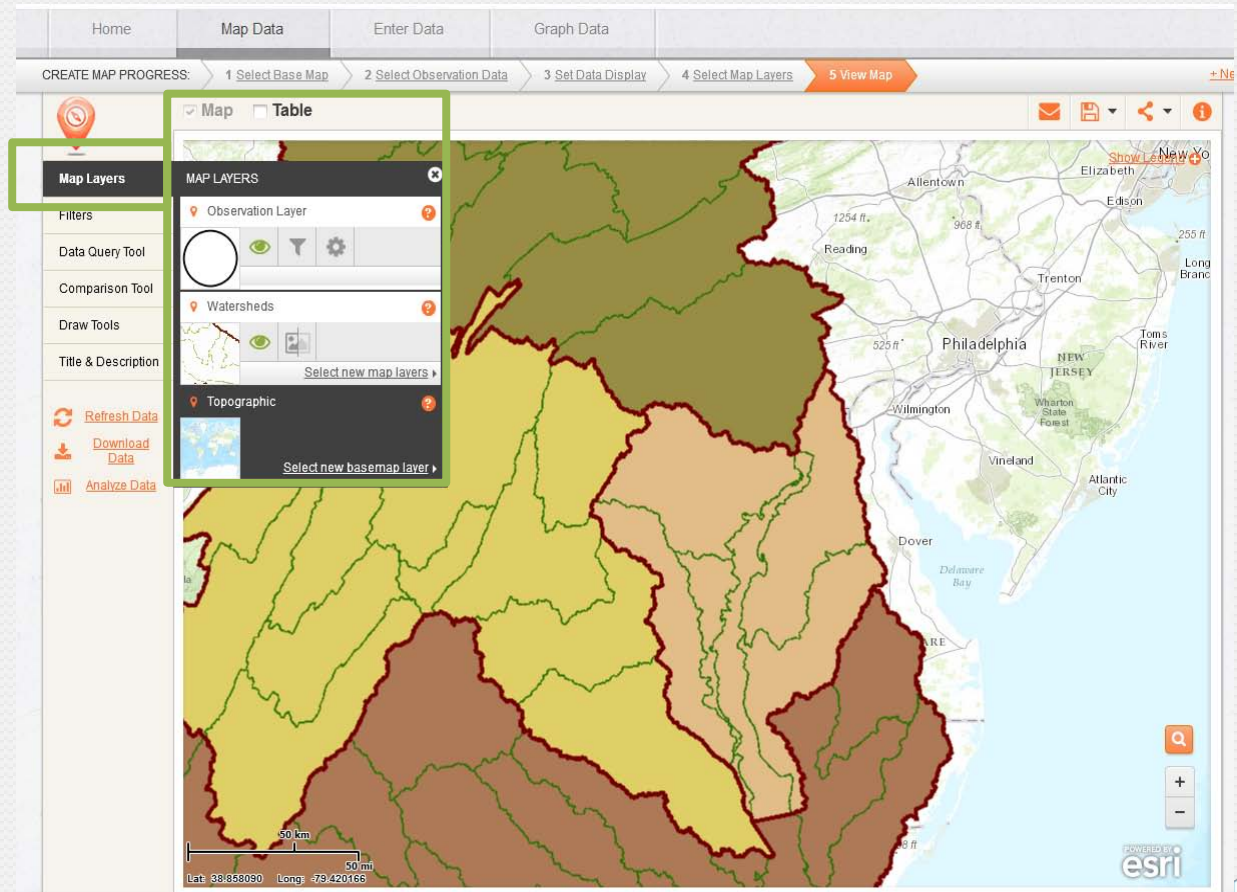 Home
Map Data
Enter Data
Graph Data
CREATE MAP PROGRESS:
1 Select Base Map
2 Select Observation Data
3 Set Data Display
4 Select Map Layers
5 View Map
+ Ne
Map
Table
Show Legend
Map Layers
Filters
Data Query Tool
Comparison Tool
Draw Tools
Title & Description
Refresh Data
Download
Data
Analyze Data
MAP LAYERS
Observation Layer
Watersheds
Select new map layers
Topographic
Select new basemap layer
New Yo
Elizabeth
Allentown
Edison
1254 ft.
968 ft.
255 ft
Reading
Long
Branc
Trenton
Toms
River
525 ft
Philadelphia
NEW
JERSEY
Wilmington
Wharton
State
Forest
Vineland
Atlantic
City
Dover
Delaware
Bay
ARE
8 ft
50 km
50 mi
Lat: 38.858090 Long: -79.420166
POWERED BY
esri